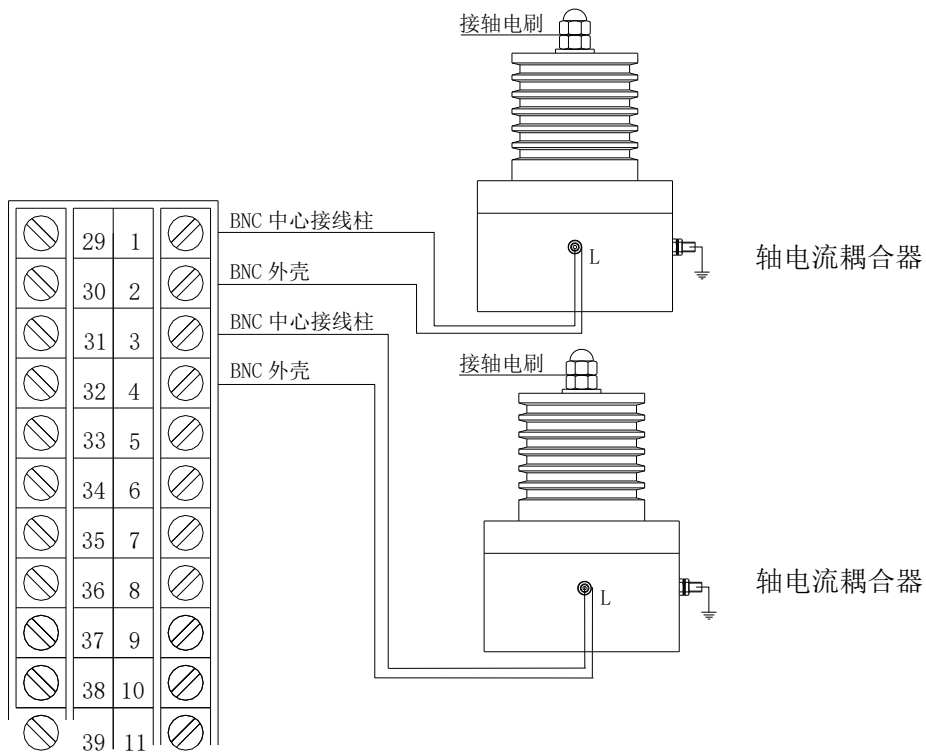 接轴电刷
BNC 中心接线柱
L
轴电流耦合器
BNC 外壳
BNC 中心接线柱
接轴电刷
BNC 外壳
L
轴电流耦合器
29 1
30 2
31 3
32 4
33 5
34 6
35 7
36 8
37 9
38 10
39 11